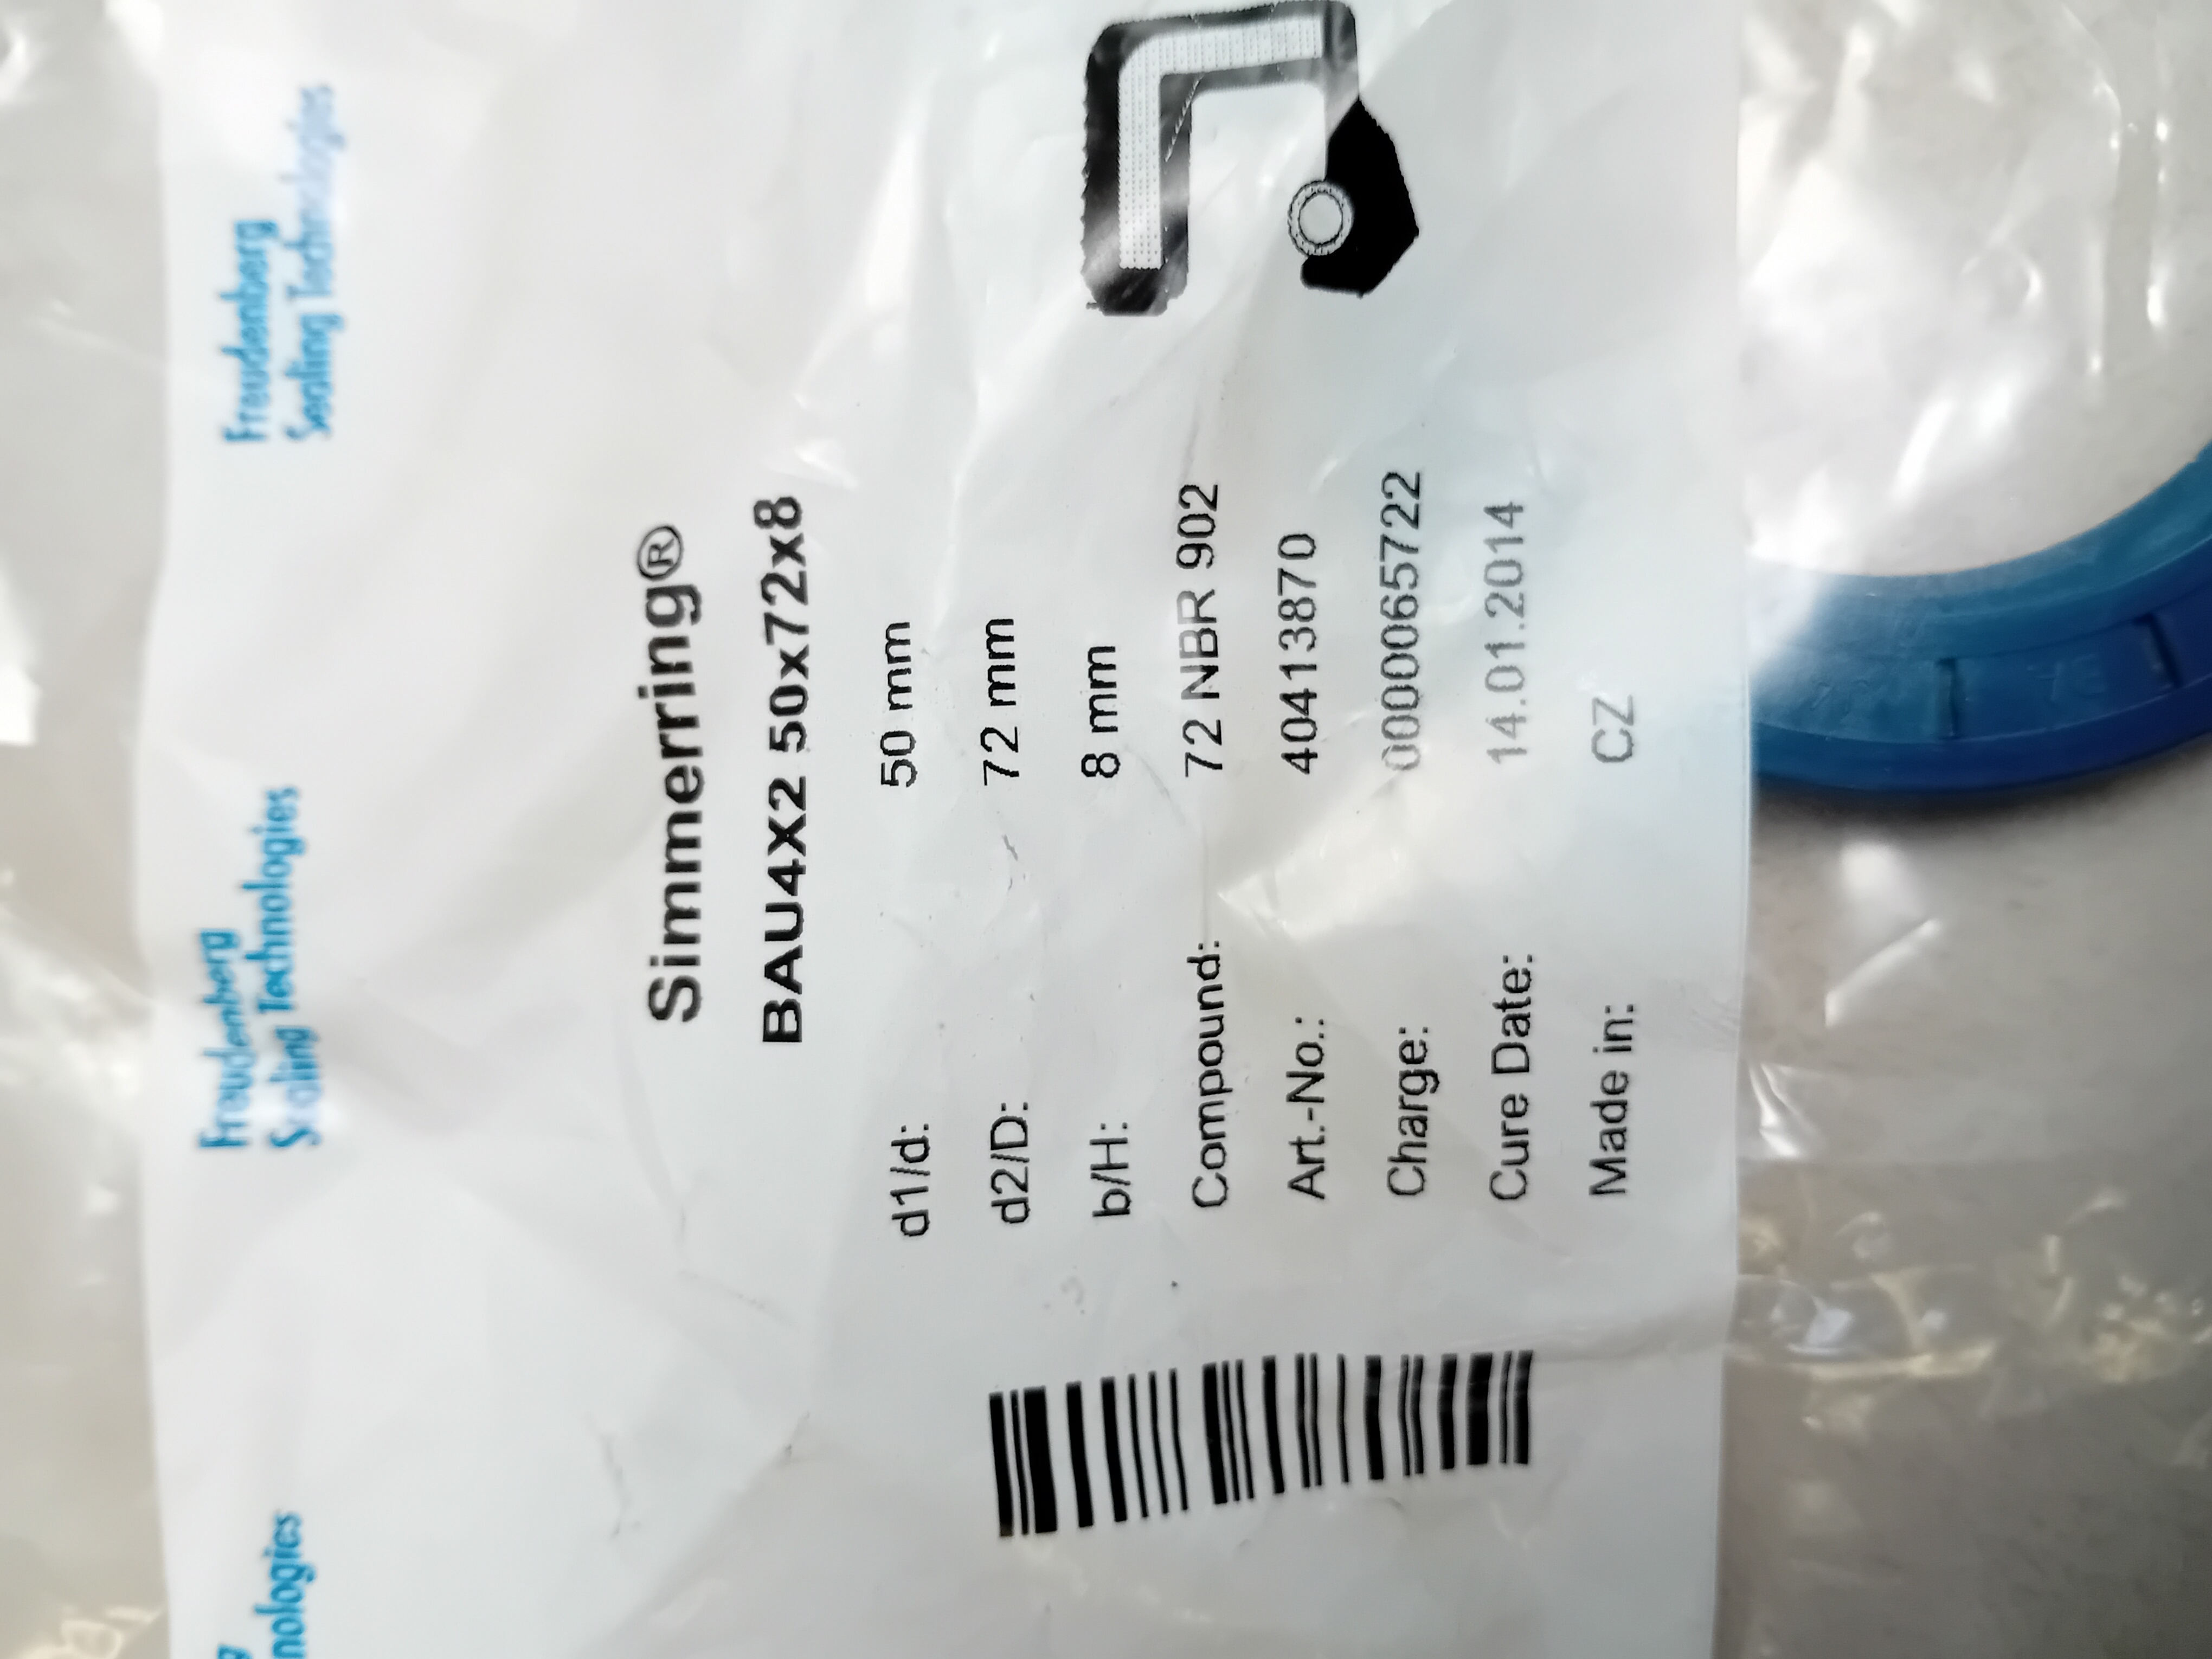 Freudenberg
Sealing Technologies
Freudenberg
Sealing Technologies
Simmerring®
BAU4X2 50x72x8
d1/d: 50 mm
d2/D: 72 mm
b/H: 8 mm
Compound: 72 NBR 902
Art.-No.: 40413870
Charge: 0000065722
Cure Date: 14.01.2014
Made in: CZ